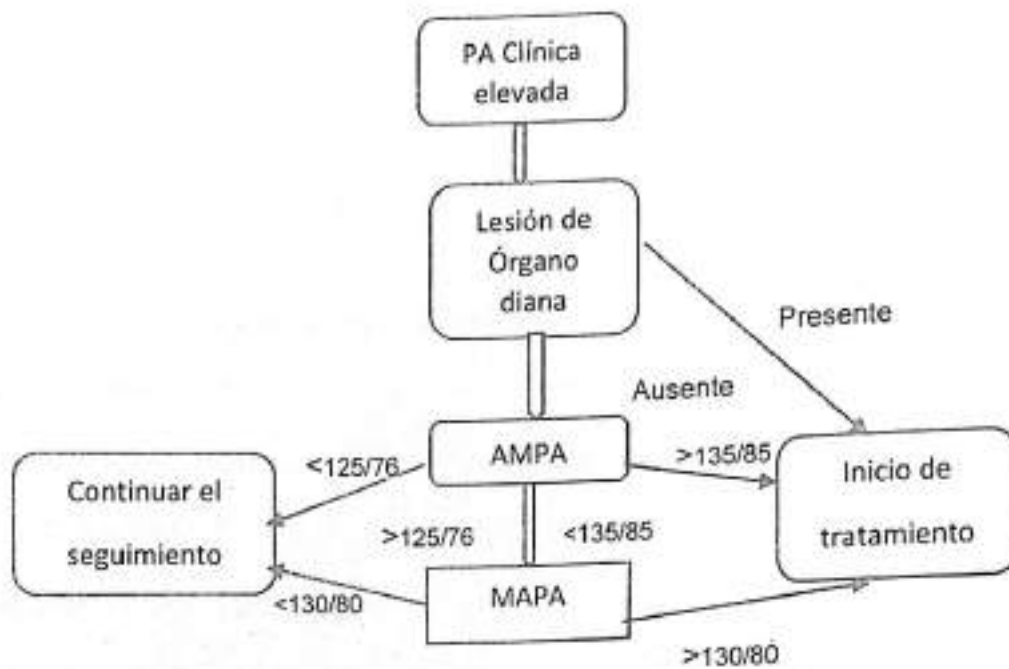 PA Clínica
elevada
Lesión de
Órgano
diana
Presente
Ausente
<125/76
AMPA
>135/85
Continuar el
seguimiento
Inicio de
tratamiento
>125/76
<135/85
<130/80
MAPA
>130/80